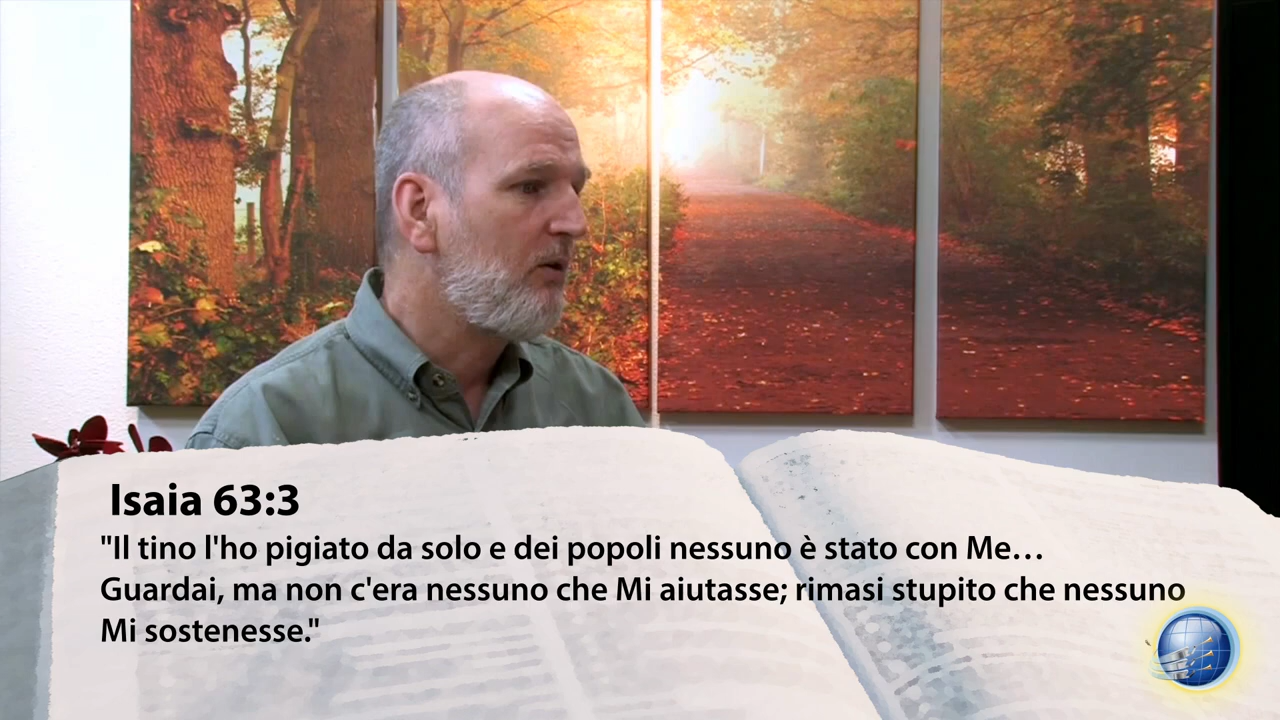 Isaia 63:3
"Il tino l'ho pigiato da solo e dei popoli nessuno è stato con Me…
Guardai, ma non c'era nessuno che Mi aiutasse; rimasi stupito che nessuno
Mi sostenesse."